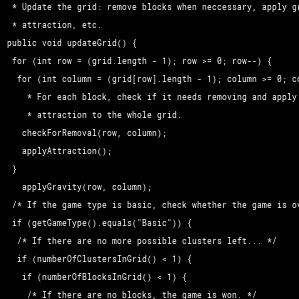 * Update the grid: remove blocks when neccessary, apply
* attraction, etc.
public void updateGrid() {
for (int row = (grid.length - 1); row >= 0; row--) {
for (int column = (grid[row].length - 1); column >= 0;
* For each block, check if it needs removing and apply
* attraction to the whole grid.
checkForRemoval(row, column);
applyAttraction();
}
applyGravity(row, column);
/* If the game type is basic, check whether the game is
if (getGameType().equals("Basic")) {
/* If there are no more possible clusters left... */
if (numberOfClustersInGrid() < 1) {
if (numberOfBlocksInGrid() < 1) {
/* If there are no blocks, the game is won. */